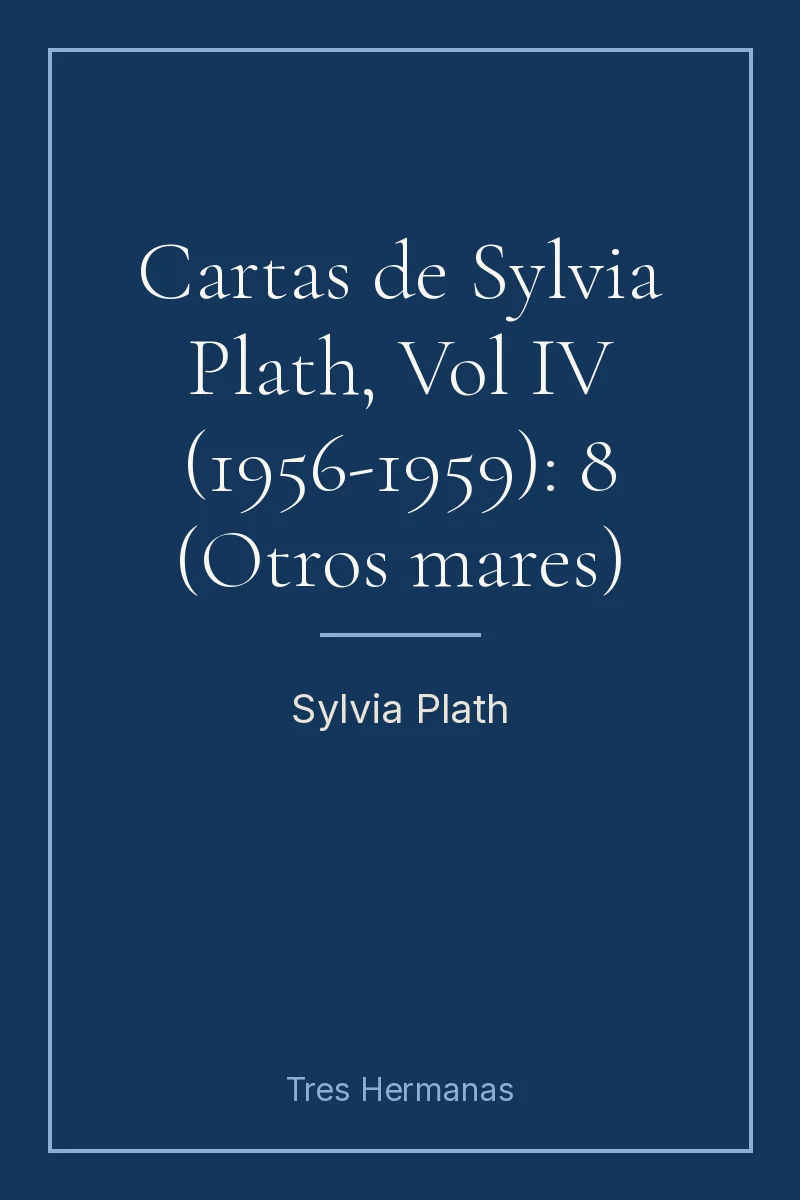 Cartas de Sylvia
Plath, Vol IV
(1956-1959): 8
(Otros mares)
Sylvia Plath
Tres Hermanas